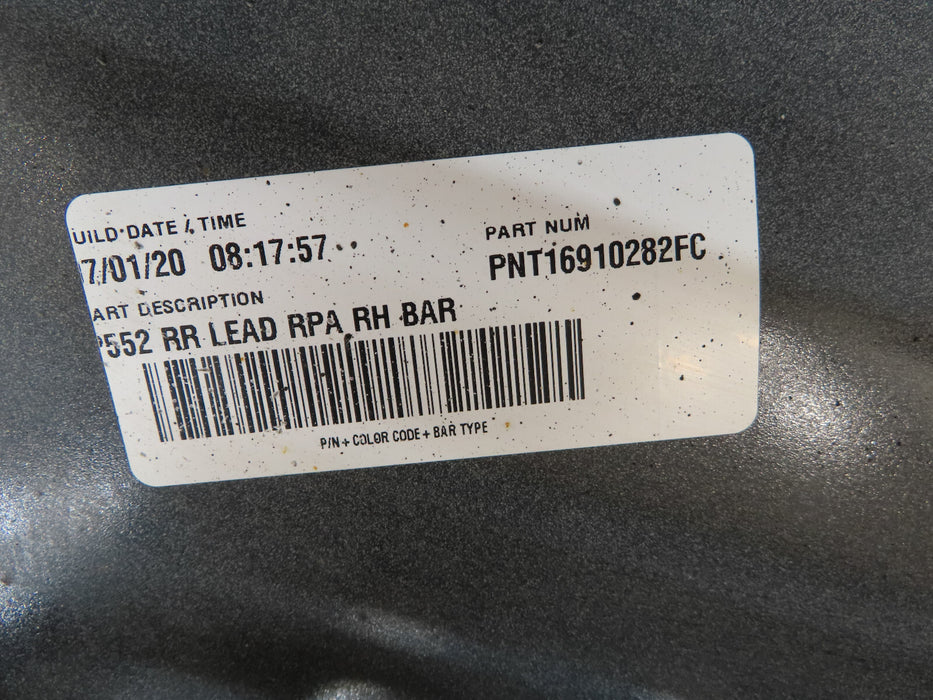 UILD DATE / TIME
7/01/20 08:17:57
PART NUM
PNT16910282FC
ART DESCRIPTION
P552 RR LEAD RPA RH BAR
P/N + COLOR CODE + BAR TYPE